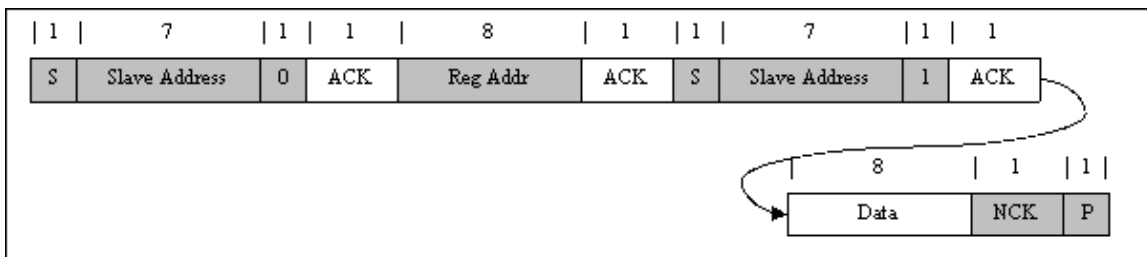 | 1 | 7 | 1 | 1 | 8 | 1 | 1 | 7 | 1 | 1
S Slave Address 0 ACK Reg Addr ACK S Slave Address 1 ACK
| 8 | 1 | 1 |
Data NCK P